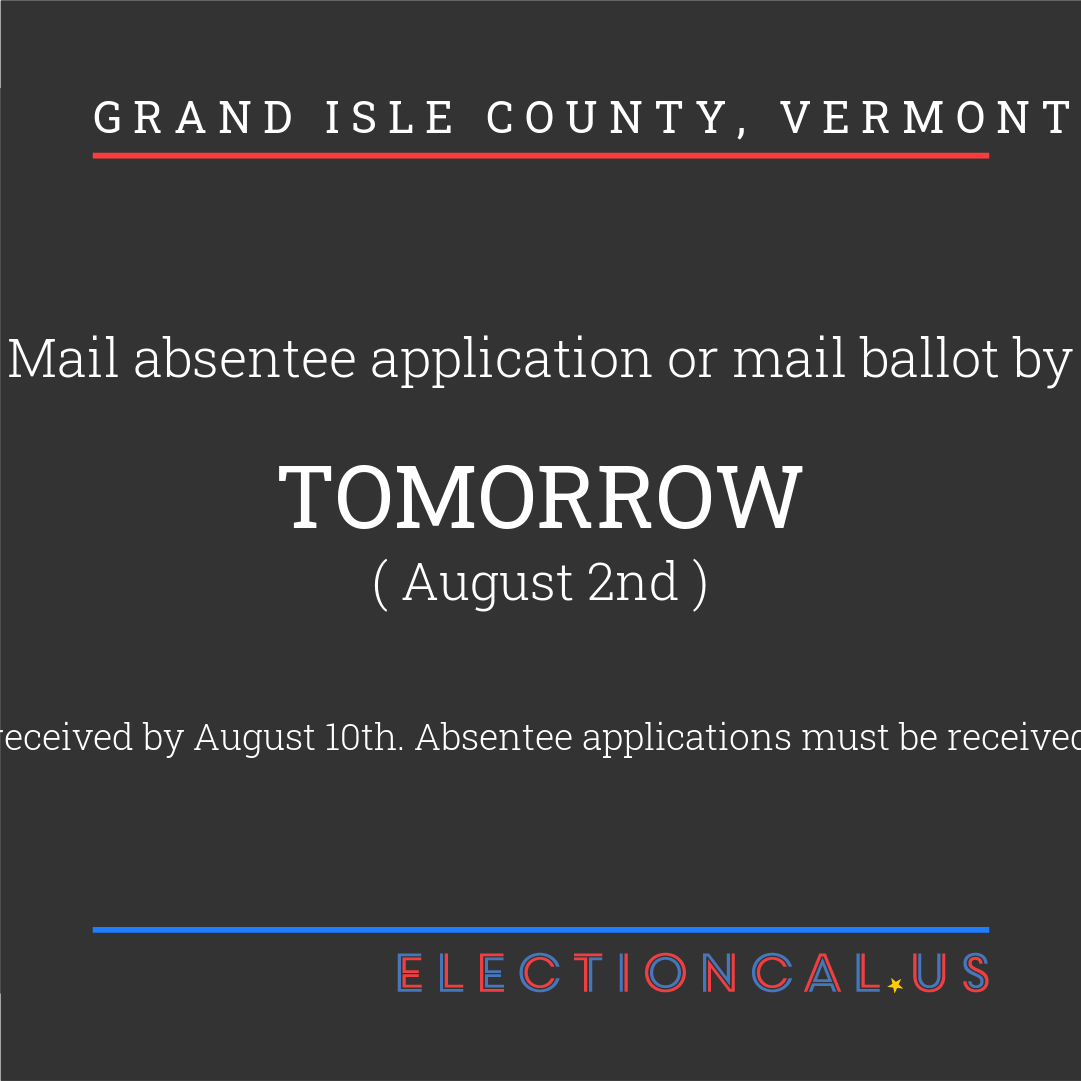 GRAND ISLE COUNTY, VERMONT
Mail absentee application or mail ballot by
TOMORROW
( August 2nd )
received by August 10th. Absentee applications must be received
ELECTIONCAL.US